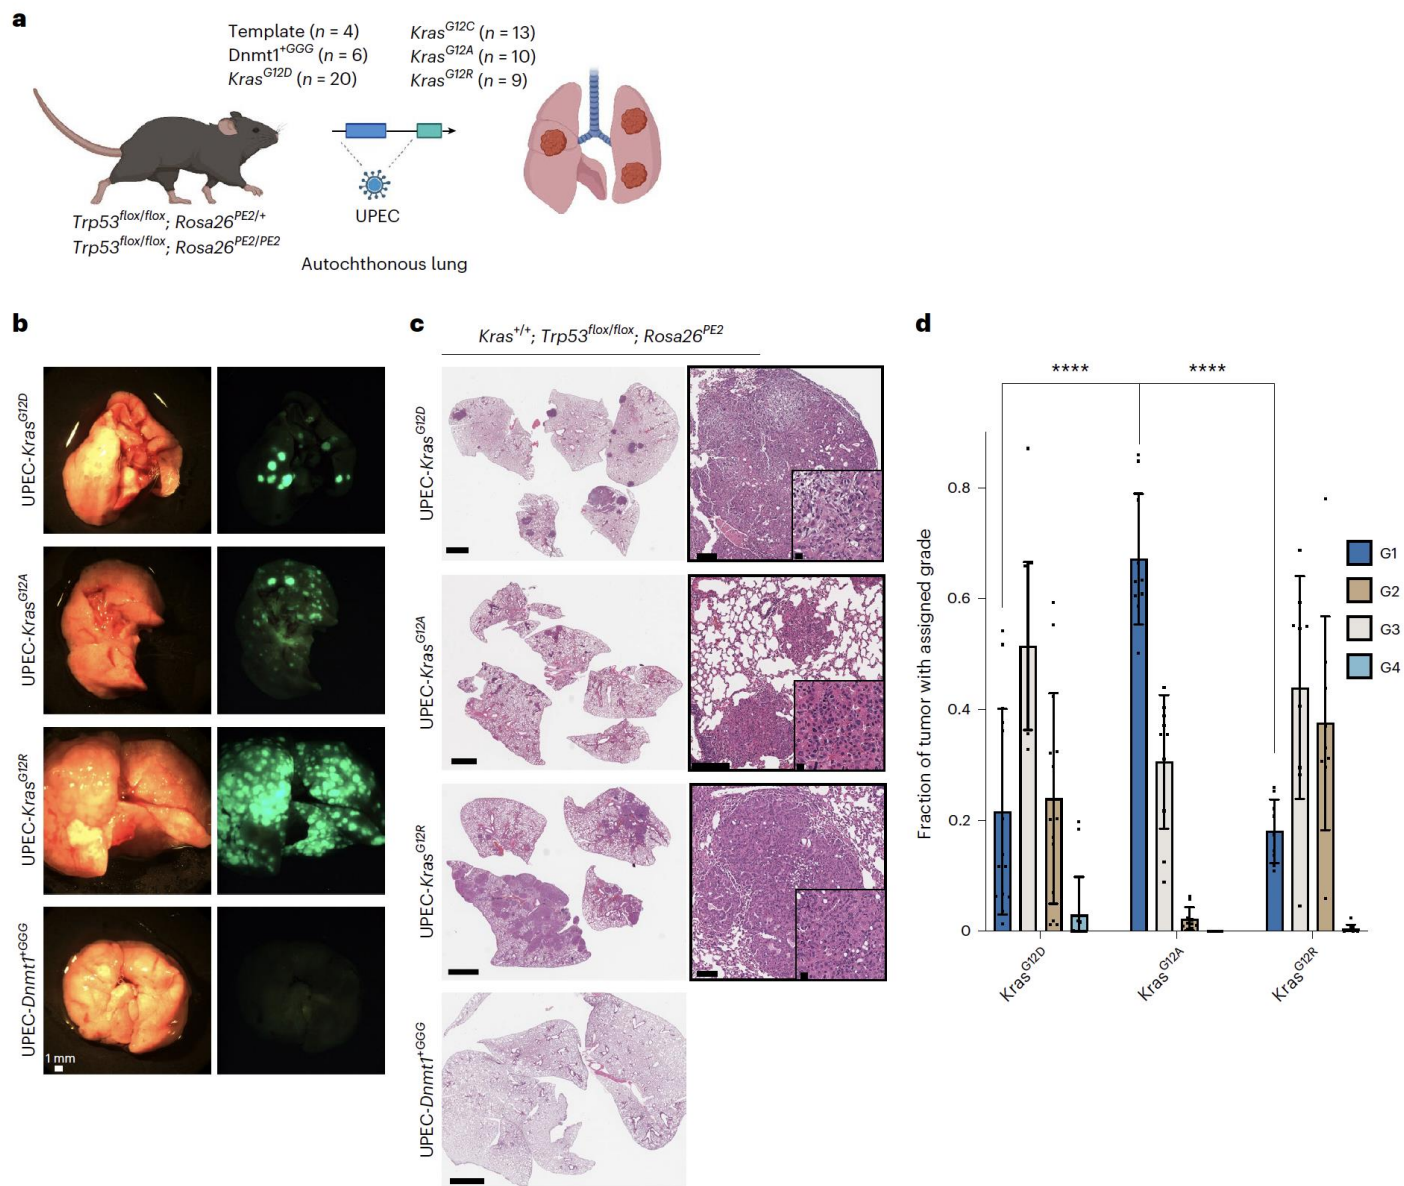 a
Template (n = 4)
Dnmt1+GGG (n = 6)
KrasG12D (n = 20)
KrasG12C (n = 13)
KrasG12A (n = 10)
KrasG12R (n = 9)
UPEC
Trp53flox/flox; Rosa26PE2/+
Trp53flox/flox; Rosa26PE2/PE2
Autochthonous lung
b
UPEC-KrasG12D
UPEC-KrasG12A
UPEC-KrasG12R
UPEC-Dnmt1+GGG
1 mm
c
Kras+/+; Trp53flox/flox; Rosa26PE2
UPEC-KrasG12D
UPEC-KrasG12A
UPEC-KrasG12R
UPEC-Dnmt1+GGG
d
**** ****
Fraction of tumor with assigned grade
0.8
0.6
0.4
0.2
0
KrasG12D
KrasG12A
KrasG12R
G1
G2
G3
G4